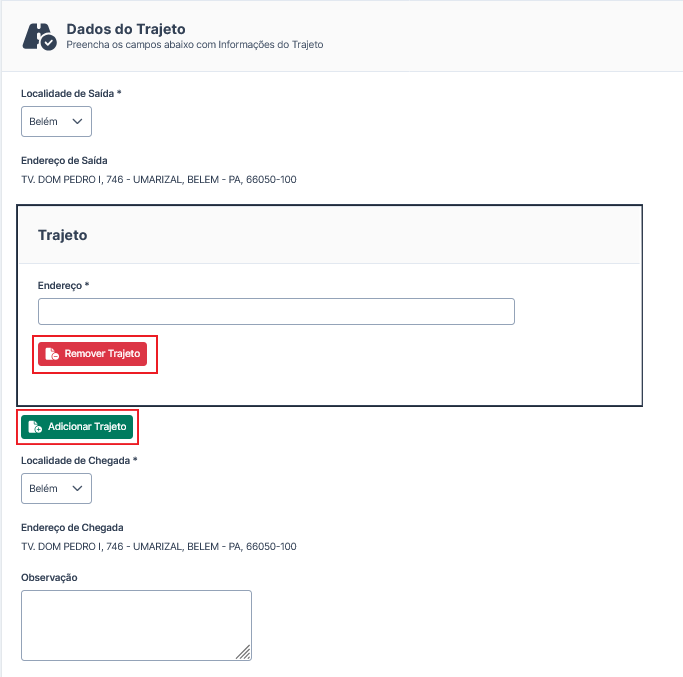 Dados do Trajeto
Preencha os campos abaixo com Informações do Trajeto
Localidade de Saída *
Belém
Endereço de Saída
TV. DOM PEDRO I, 746 - UMARIZAL, BELEM - PA, 66050-100
Trajeto
Endereço *
Remover Trajeto
Adicionar Trajeto
Localidade de Chegada *
Belém
Endereço de Chegada
TV. DOM PEDRO I, 746 - UMARIZAL, BELEM - PA, 66050-100
Observação